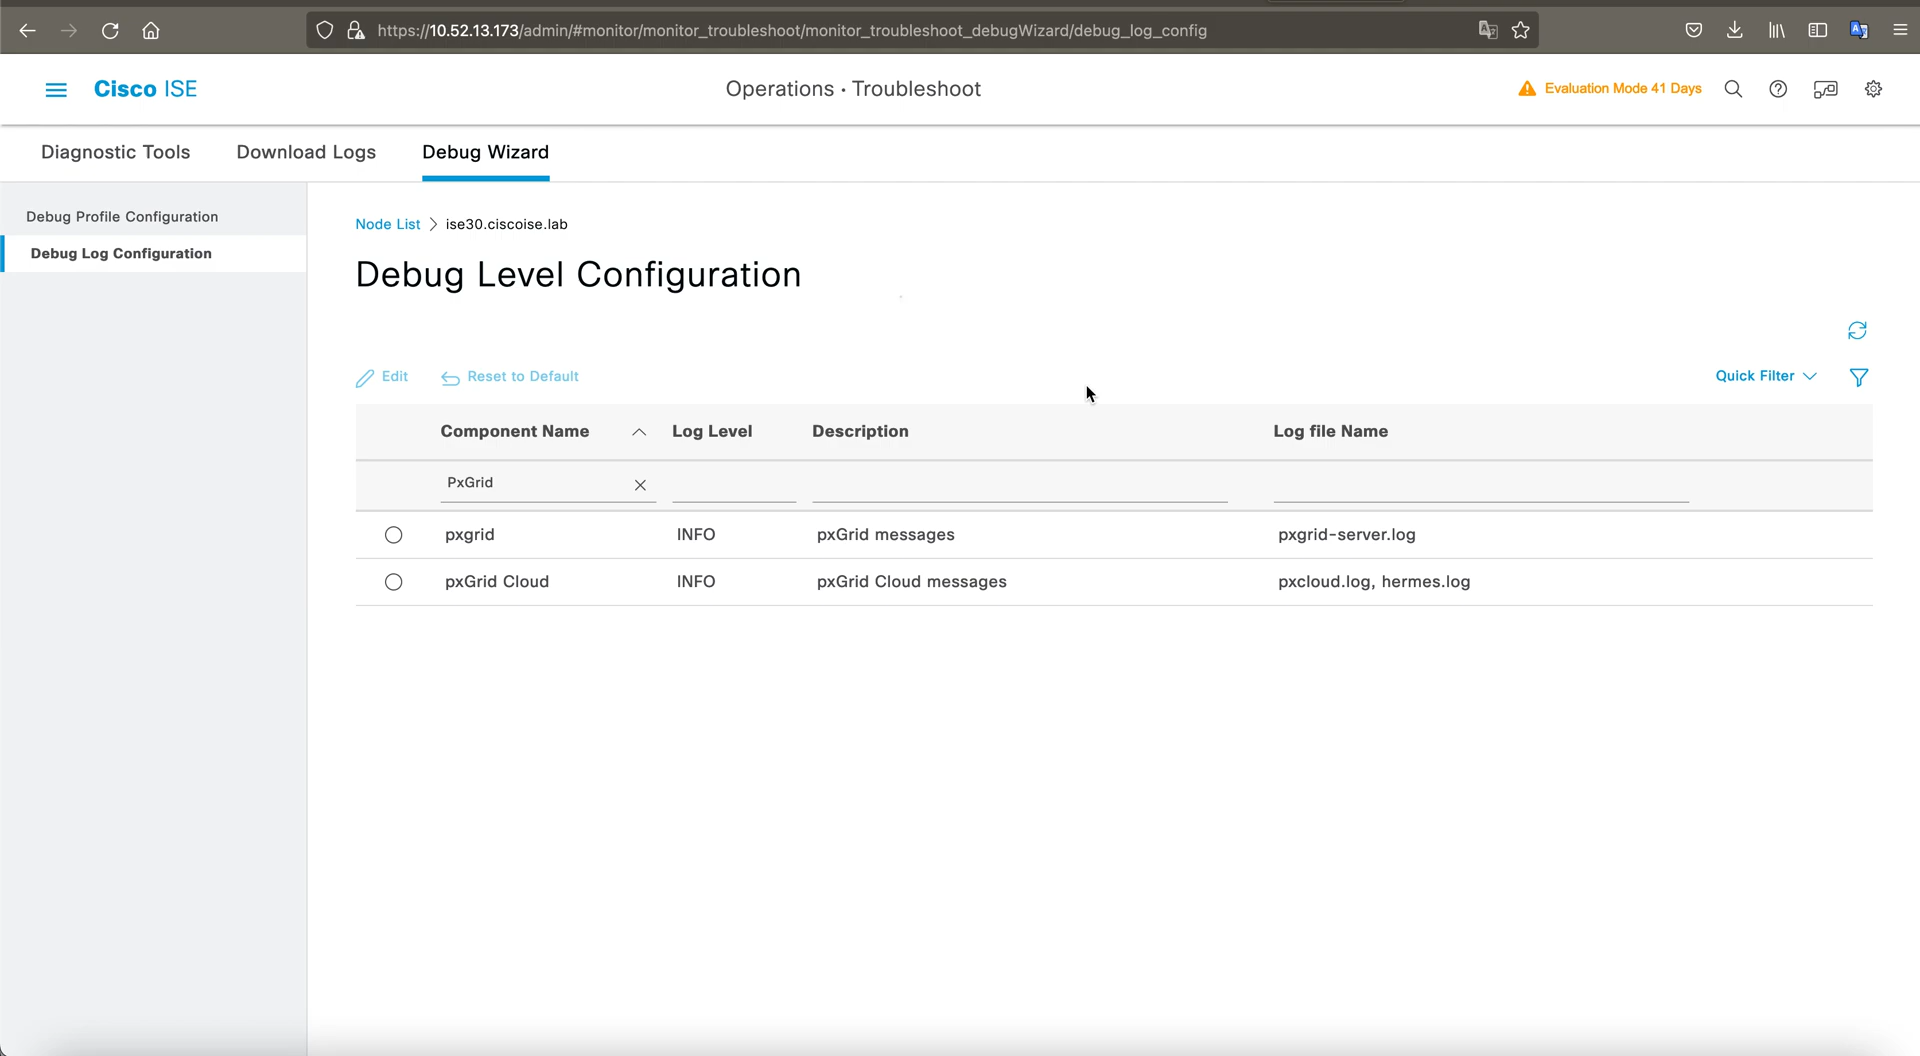 https://10.52.13.173/admin/#monitor/monitor_troubleshoot/monitor_troubleshoot_debugWizard/debug_log_config
Cisco ISE
Operations · Troubleshoot
Evaluation Mode 41 Days
Diagnostic Tools
Download Logs
Debug Wizard
Debug Profile Configuration
Debug Log Configuration
Node List > ise30.ciscoise.lab
Debug Level Configuration
Edit
Reset to Default
Quick Filter
Component Name Log Level Description Log file Name
PxGrid
pxgrid INFO pxGrid messages pxgrid-server.log
pxGrid Cloud INFO pxGrid Cloud messages pxcloud.log, hermes.log